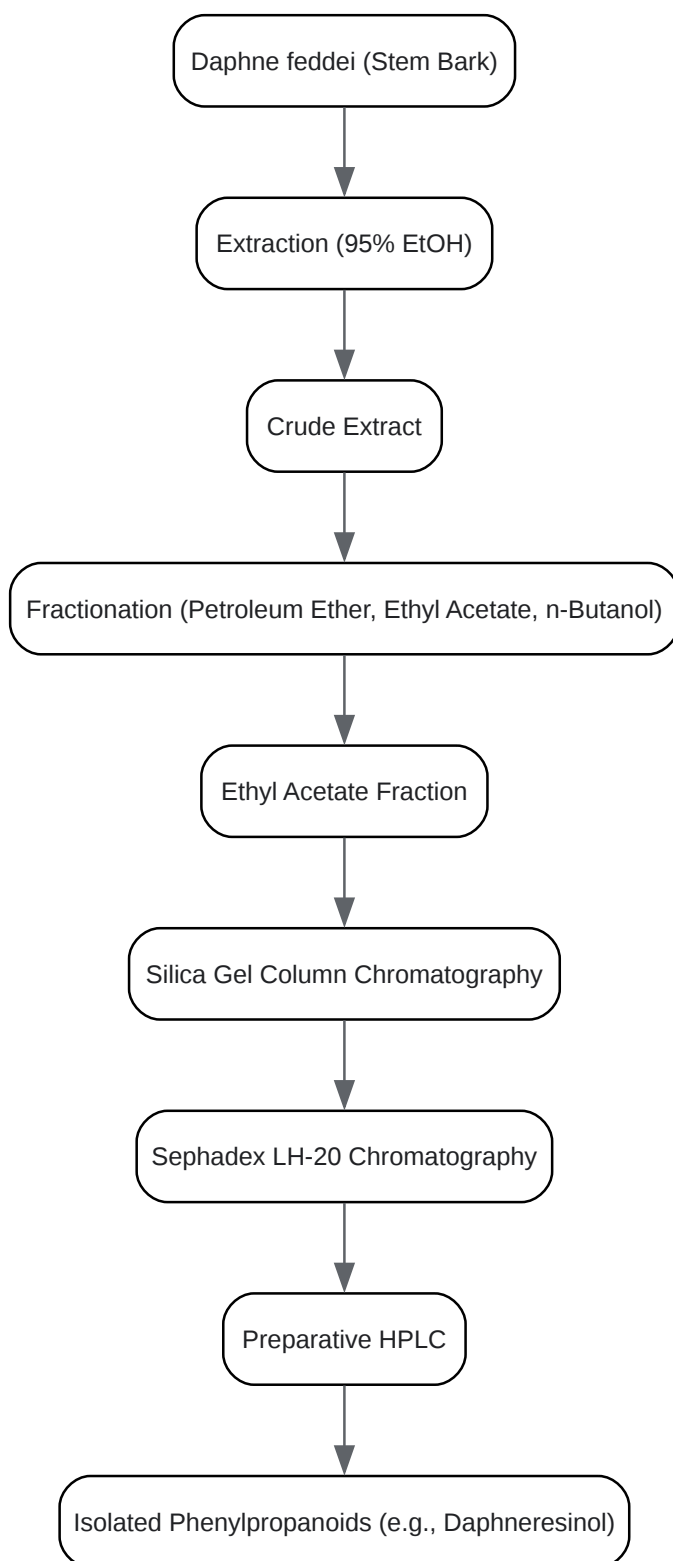 Daphne feddei (Stem Bark)
Extraction (95% EtOH)
Crude Extract
Fractionation (Petroleum Ether, Ethyl Acetate, n-Butanol)
Ethyl Acetate Fraction
Silica Gel Column Chromatography
Sephadex LH-20 Chromatography
Preparative HPLC
Isolated Phenylpropanoids (e.g., Daphneresinol)